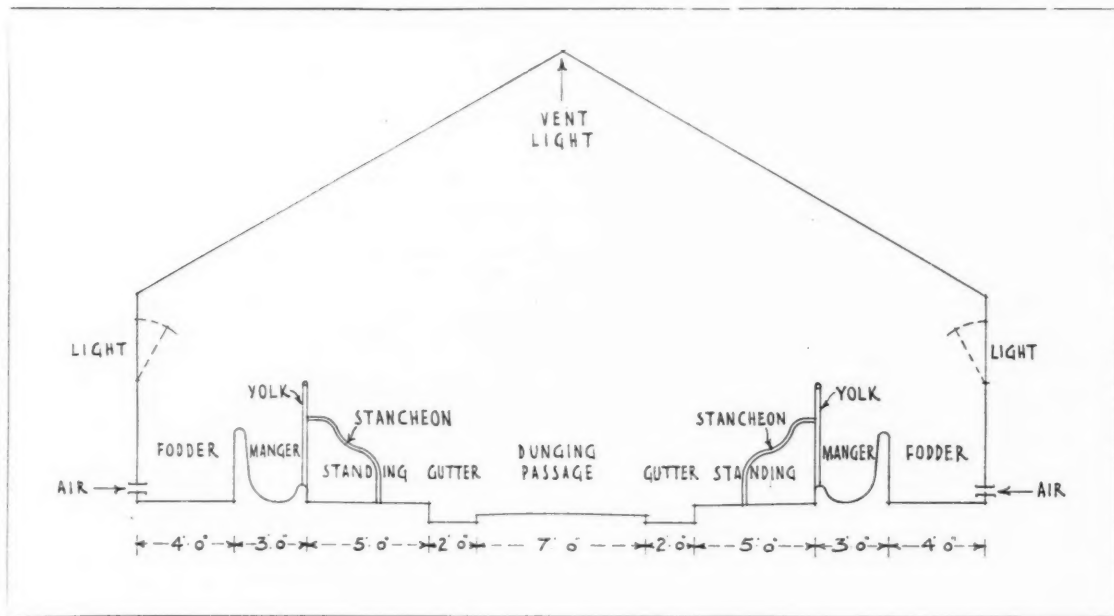 VENT
LIGHT
LIGHT
LIGHT
YOLK
STANCHEON
STANCHEON
YOLK
FODDER
MANGER
STANDING
GUTTER
DUNGING
PASSAGE
GUTTER
STANDING
MANGER
FODDER
AIR
AIR
4' 0" 3' 0" 5' 0" 2' 0" 7' 0" 2' 0" 5' 0" 3' 0" 4' 0"